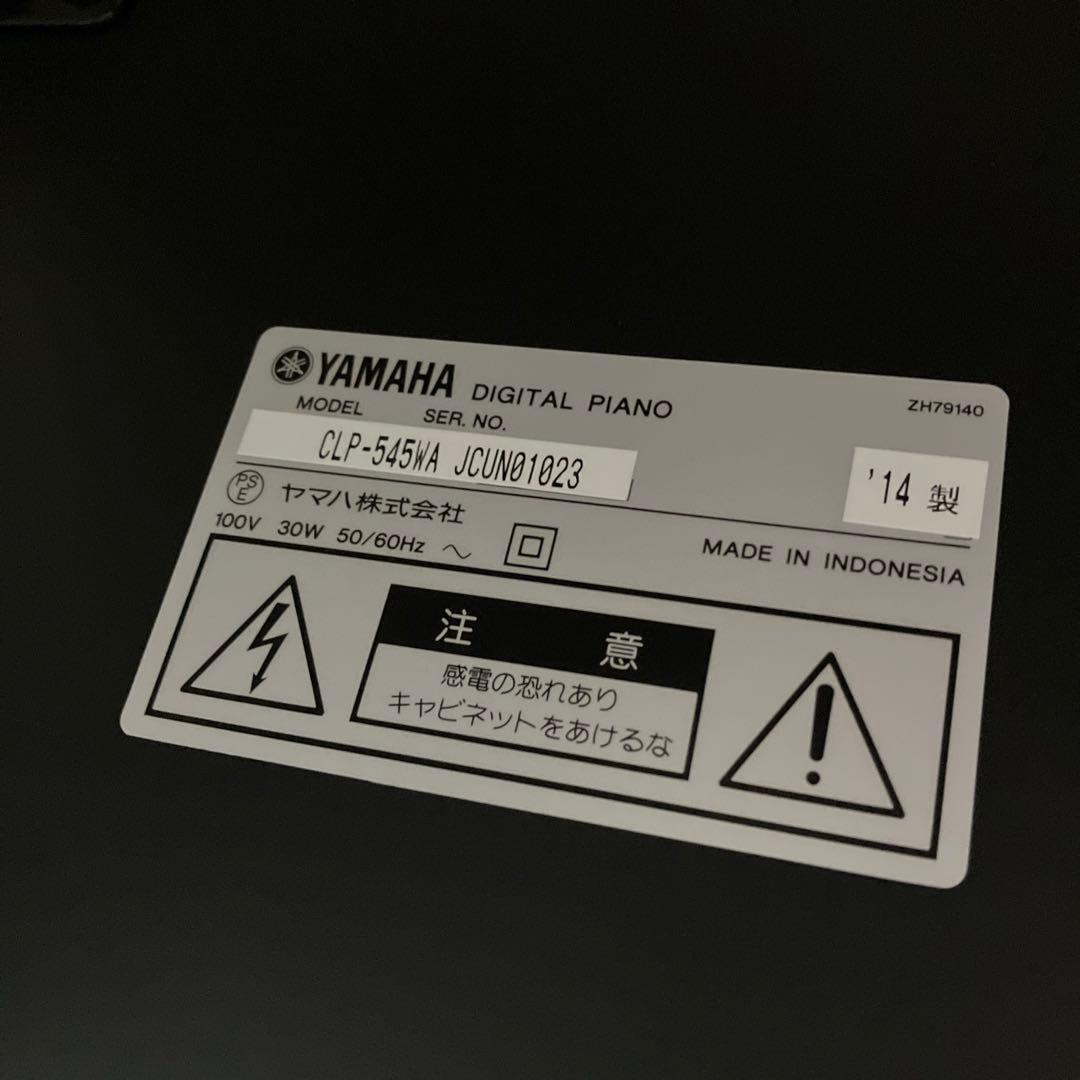 YAMAHA DIGITAL PIANO ZH79140
MODEL SER. NO.
CLP-545WA JCUN01023 '14 製
PSE ヤマハ株式会社
100V 30W 50/60Hz ～ MADE IN INDONESIA
注意
感電の恐れあり
キャビネットをあけるな